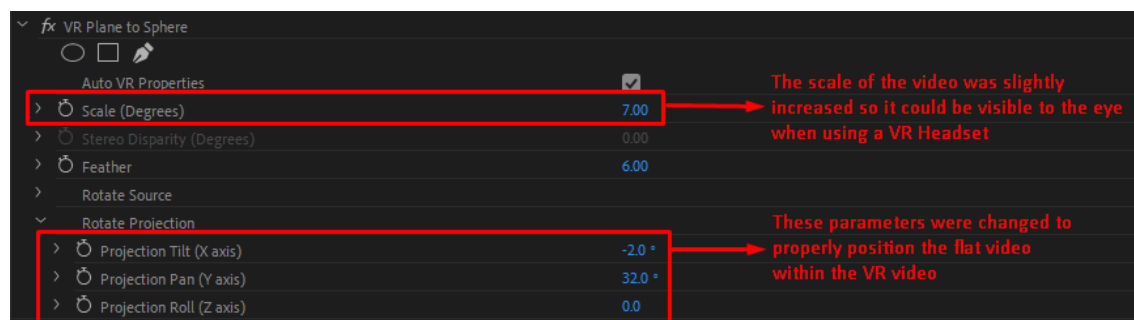 fx VR Plane to Sphere
Auto VR Properties
Scale (Degrees) 7.00
Stereo Disparity (Degrees) 0.00
Feather 6.00
Rotate Source
Rotate Projection
Projection Tilt (X axis) -2.0 °
Projection Pan (Y axis) 32.0 °
Projection Roll (Z axis) 0.0
The scale of the video was slightly
increased so it could be visible to the eye
when using a VR Headset
These parameters were changed to
properly position the flat video
within the VR video